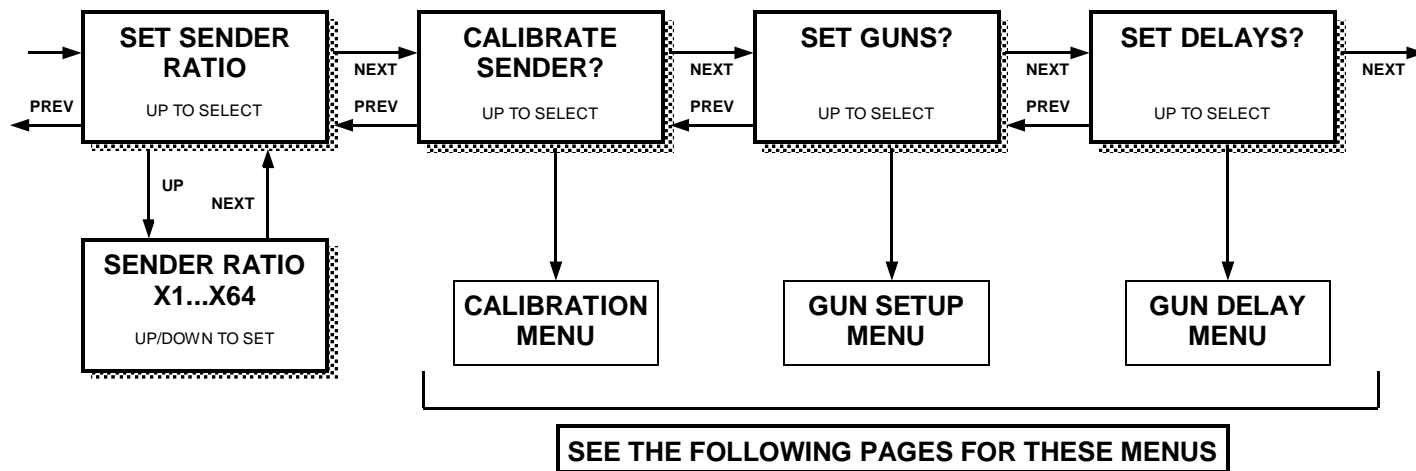 SET SENDER
RATIO
UP TO SELECT
CALIBRATE
SENDER?
UP TO SELECT
SET GUNS?
UP TO SELECT
SET DELAYS?
UP TO SELECT
NEXT
NEXT
NEXT
NEXT
PREV
PREV
PREV
PREV
UP
NEXT
SENDER RATIO
X1...X64
UP/DOWN TO SET
CALIBRATION
MENU
GUN SETUP
MENU
GUN DELAY
MENU
SEE THE FOLLOWING PAGES FOR THESE MENUS